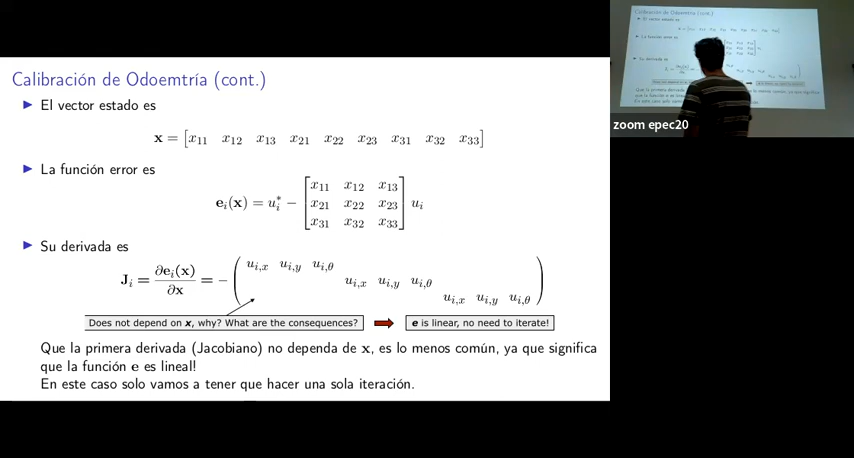 Calibración de Odoemtría (cont.)
▶ El vector estado es
x = [x11 x12 x13 x21 x22 x23 x31 x32 x33]
▶ La función error es
ei(x) = ui* − [x11 x12 x13
x21 x22 x23
x31 x32 x33] ui
▶ Su derivada es
Ji = ∂ei(x)/∂x = − (ui,x ui,y ui,θ
ui,x ui,y ui,θ
ui,x ui,y ui,θ)
Does not depend on x, why? What are the consequences? e is linear, no need to iterate!
Que la primera derivada (Jacobiano) no dependa de x, es lo menos común, ya que significa
que la función e es lineal!
En este caso solo vamos a tener que hacer una sola iteración.
zoom epec20